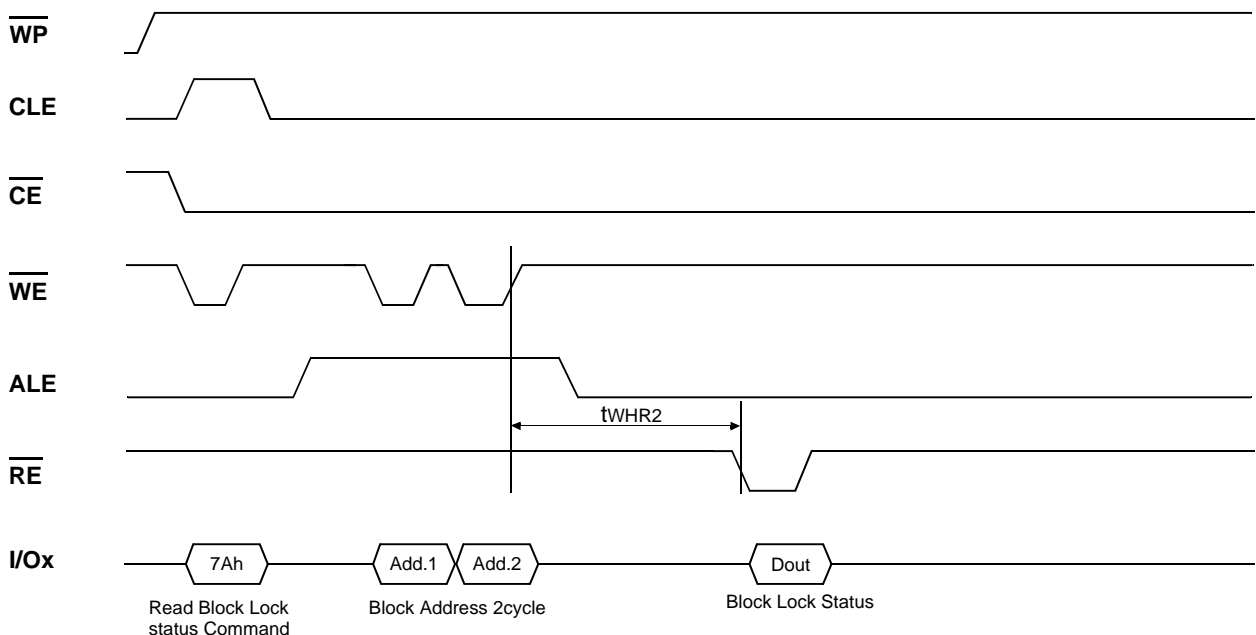 WP
CLE
CE
WE
ALE
tWHR2
RE
I/Ox
7Ah
Add.1
Add.2
Dout
Read Block Lock
status Command
Block Address 2cycle
Block Lock Status